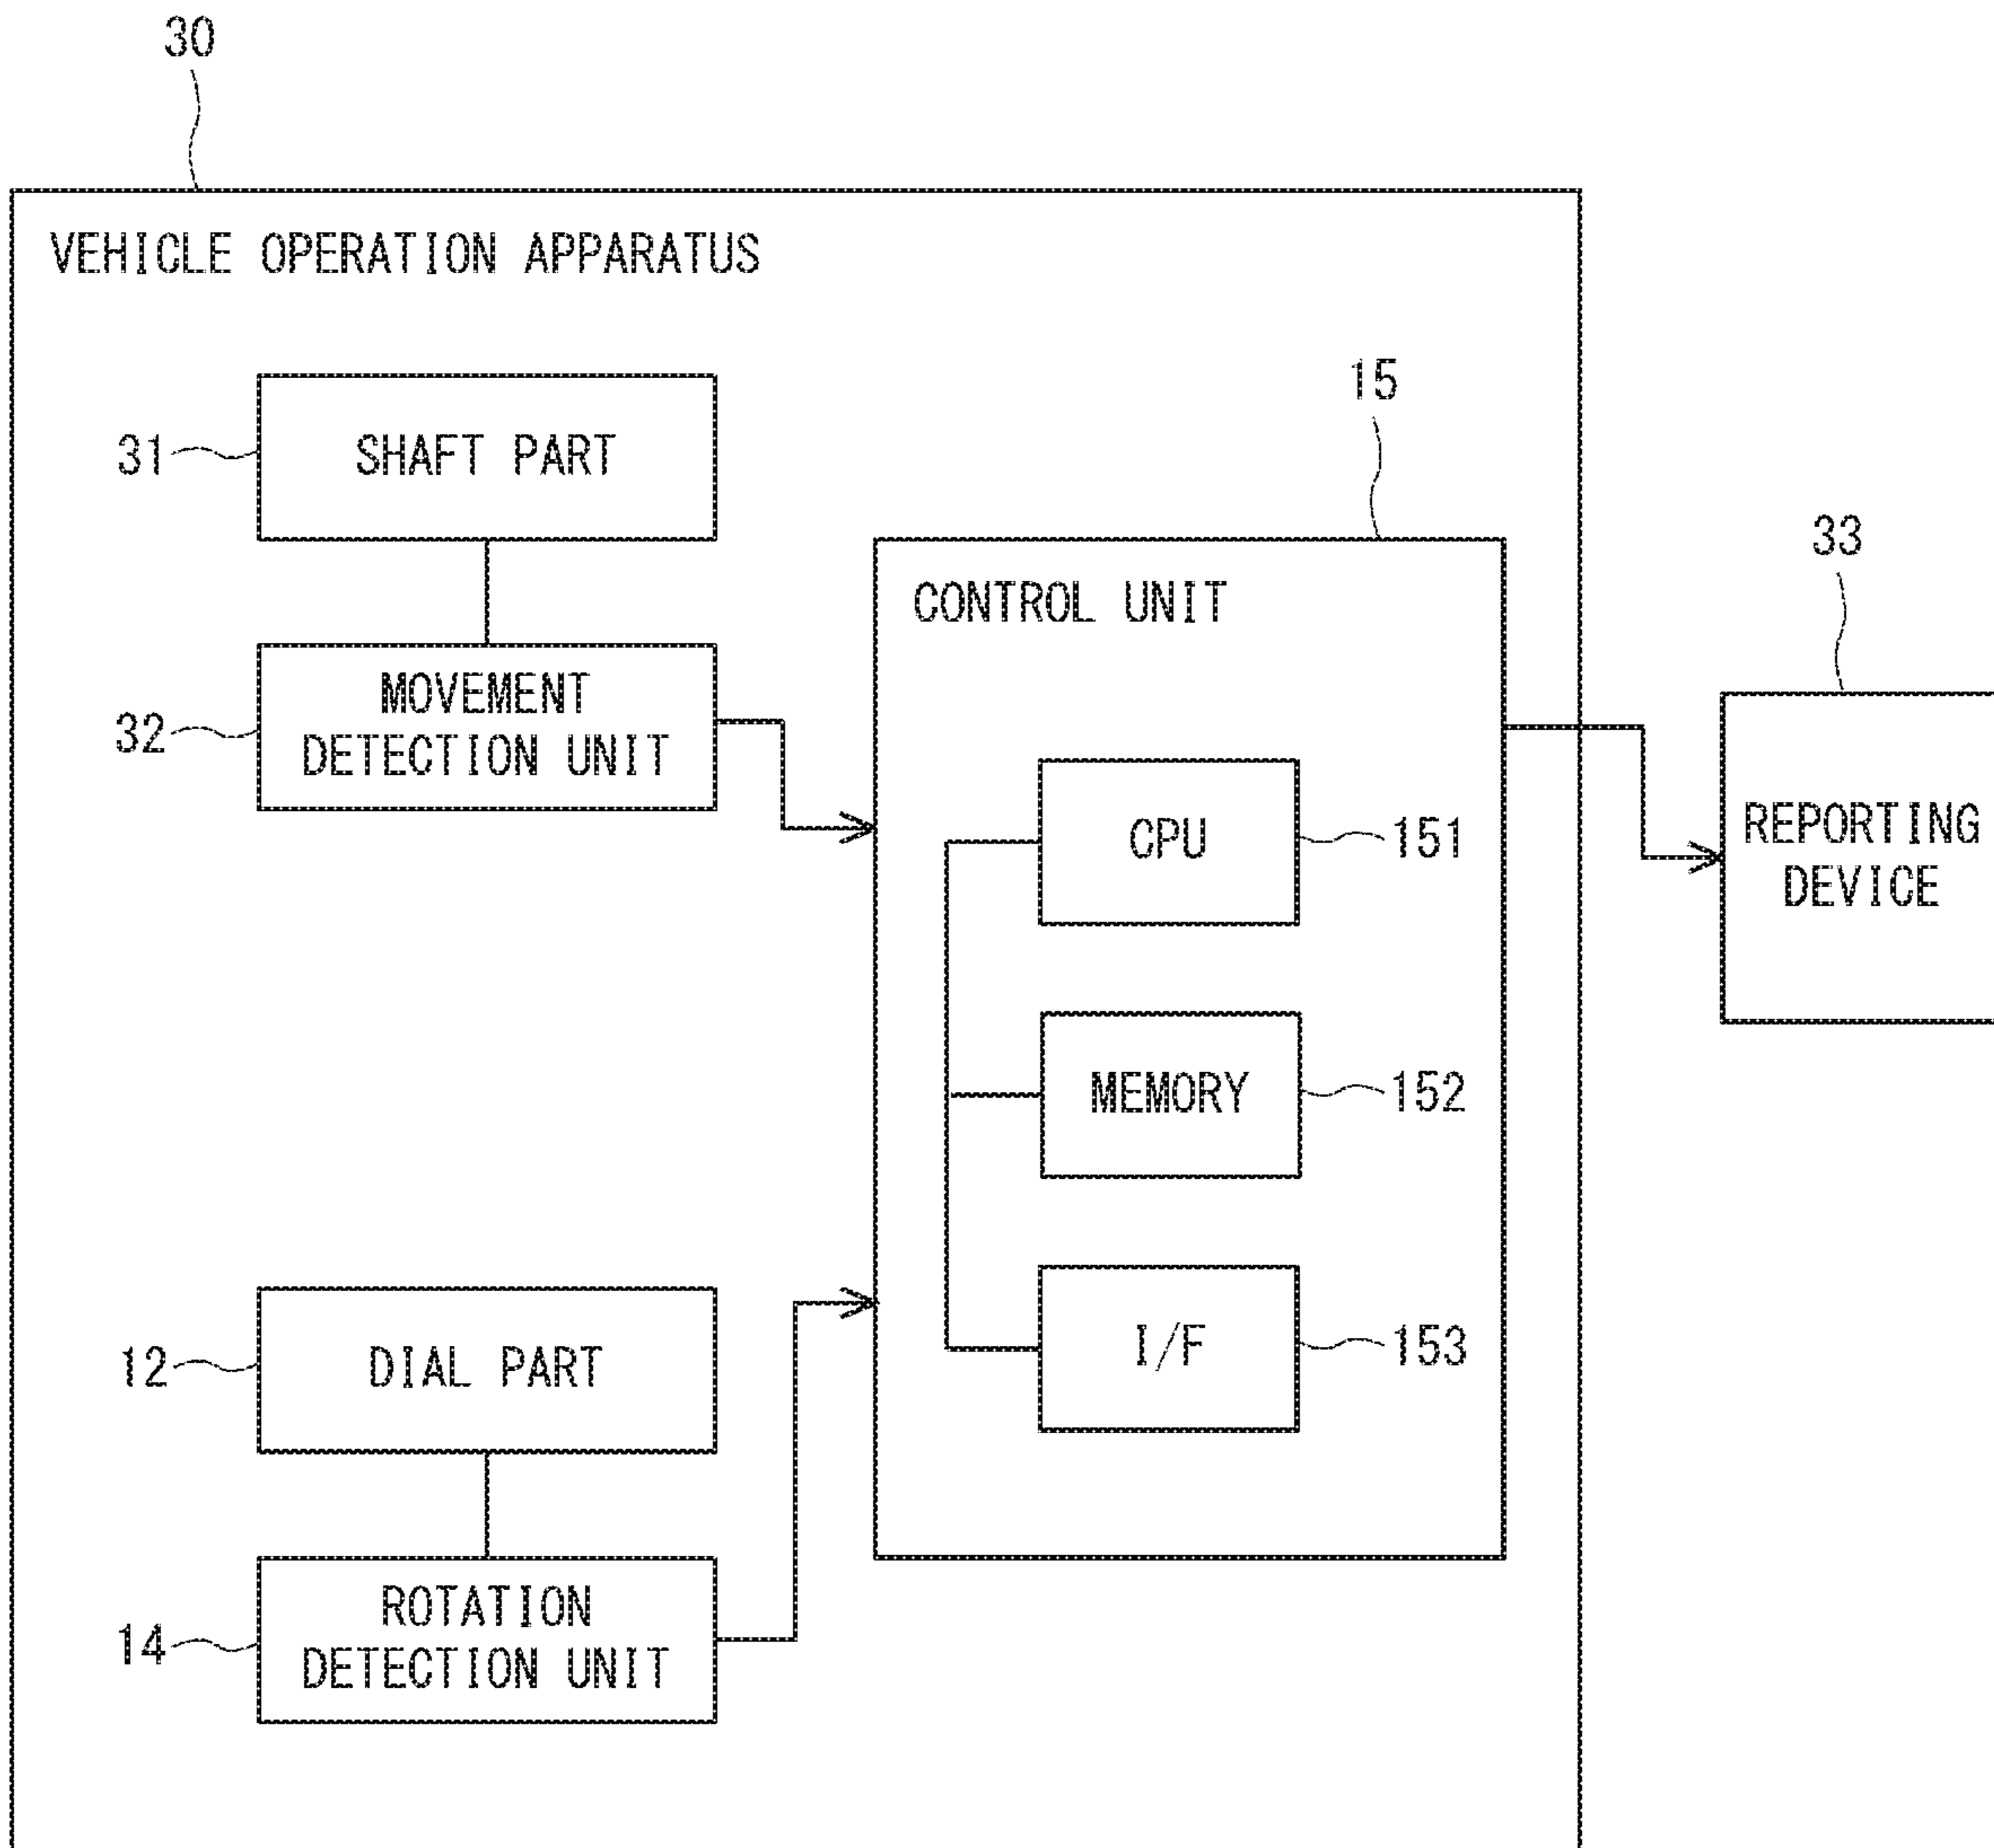 30
VEHICLE OPERATION APPARATUS
31
SHAFT PART
32
MOVEMENT
DETECTION UNIT
15
CONTROL UNIT
CPU
151
MEMORY
152
I/F
153
33
REPORTING
DEVICE
12
DIAL PART
14
ROTATION
DETECTION UNIT